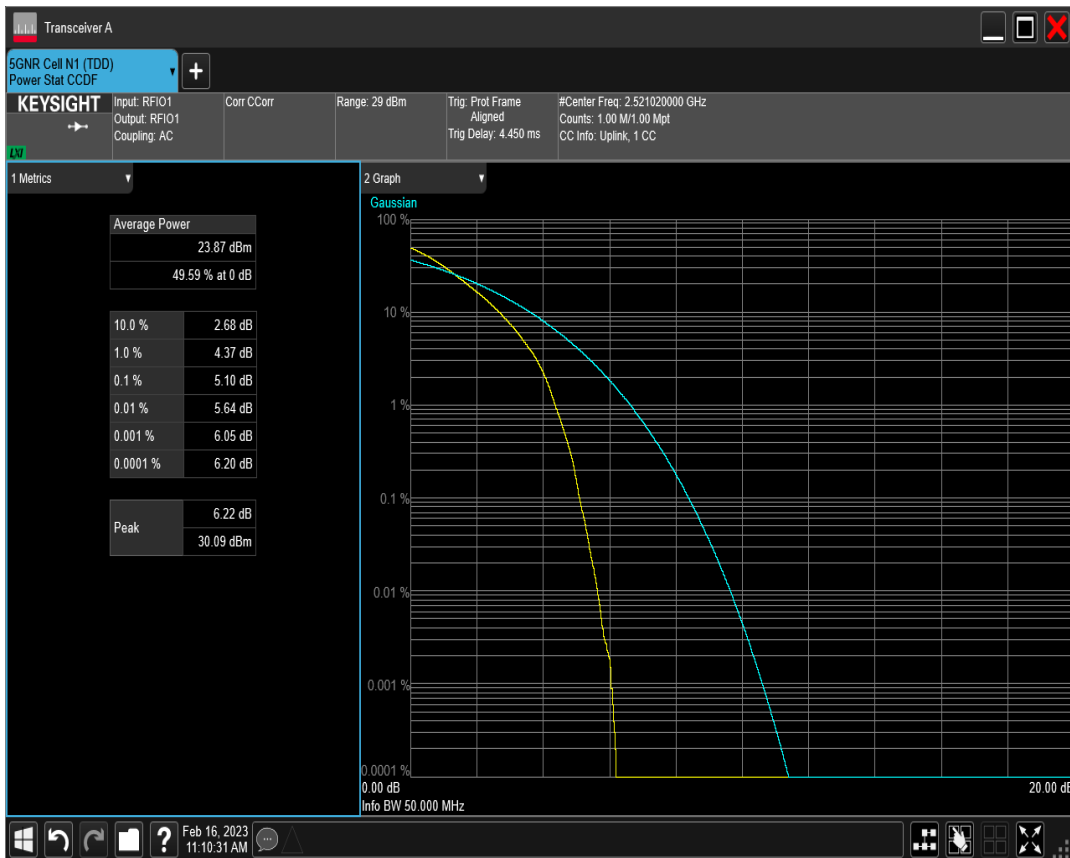 Transceiver A
5GNR Cell N1 (TDD)
Power Stat CCDF
+
KEYSIGHT
LXI
Input: RFIO1
Output: RFIO1
Coupling: AC
Corr CCorr
Range: 29 dBm
Trig: Prot Frame
Aligned
Trig Delay: 4.450 ms
#Center Freq: 2.521020000 GHz
Counts: 1.00 M/1.00 Mpt
CC Info: Uplink, 1 CC
1 Metrics
Average Power
23.87 dBm
49.59 % at 0 dB
10.0 % 2.68 dB
1.0 % 4.37 dB
0.1 % 5.10 dB
0.01 % 5.64 dB
0.001 % 6.05 dB
0.0001 % 6.20 dB
Peak
6.22 dB
30.09 dBm
2 Graph
Gaussian
100 %
10 %
1 %
0.1 %
0.01 %
0.001 %
0.0001 %
0.00 dB 20.00 dB
Info BW 50.000 MHz
?
Feb 16, 2023
11:10:31 AM